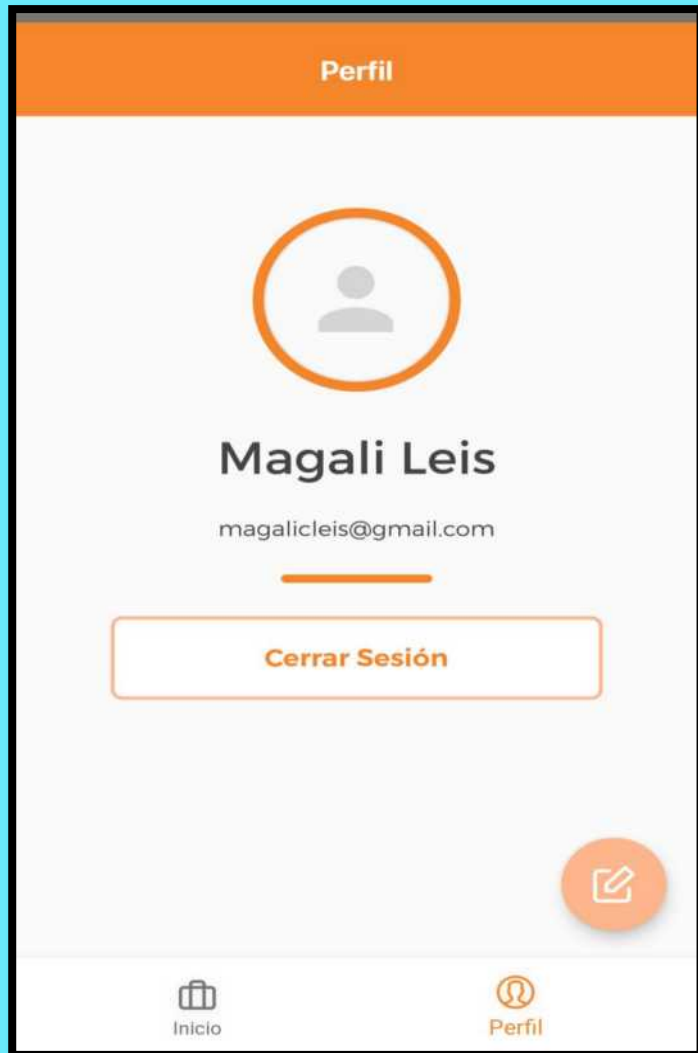 Perfil
Magali Leis
magalicleis@gmail.com
Cerrar Sesión
Inicio
Perfil